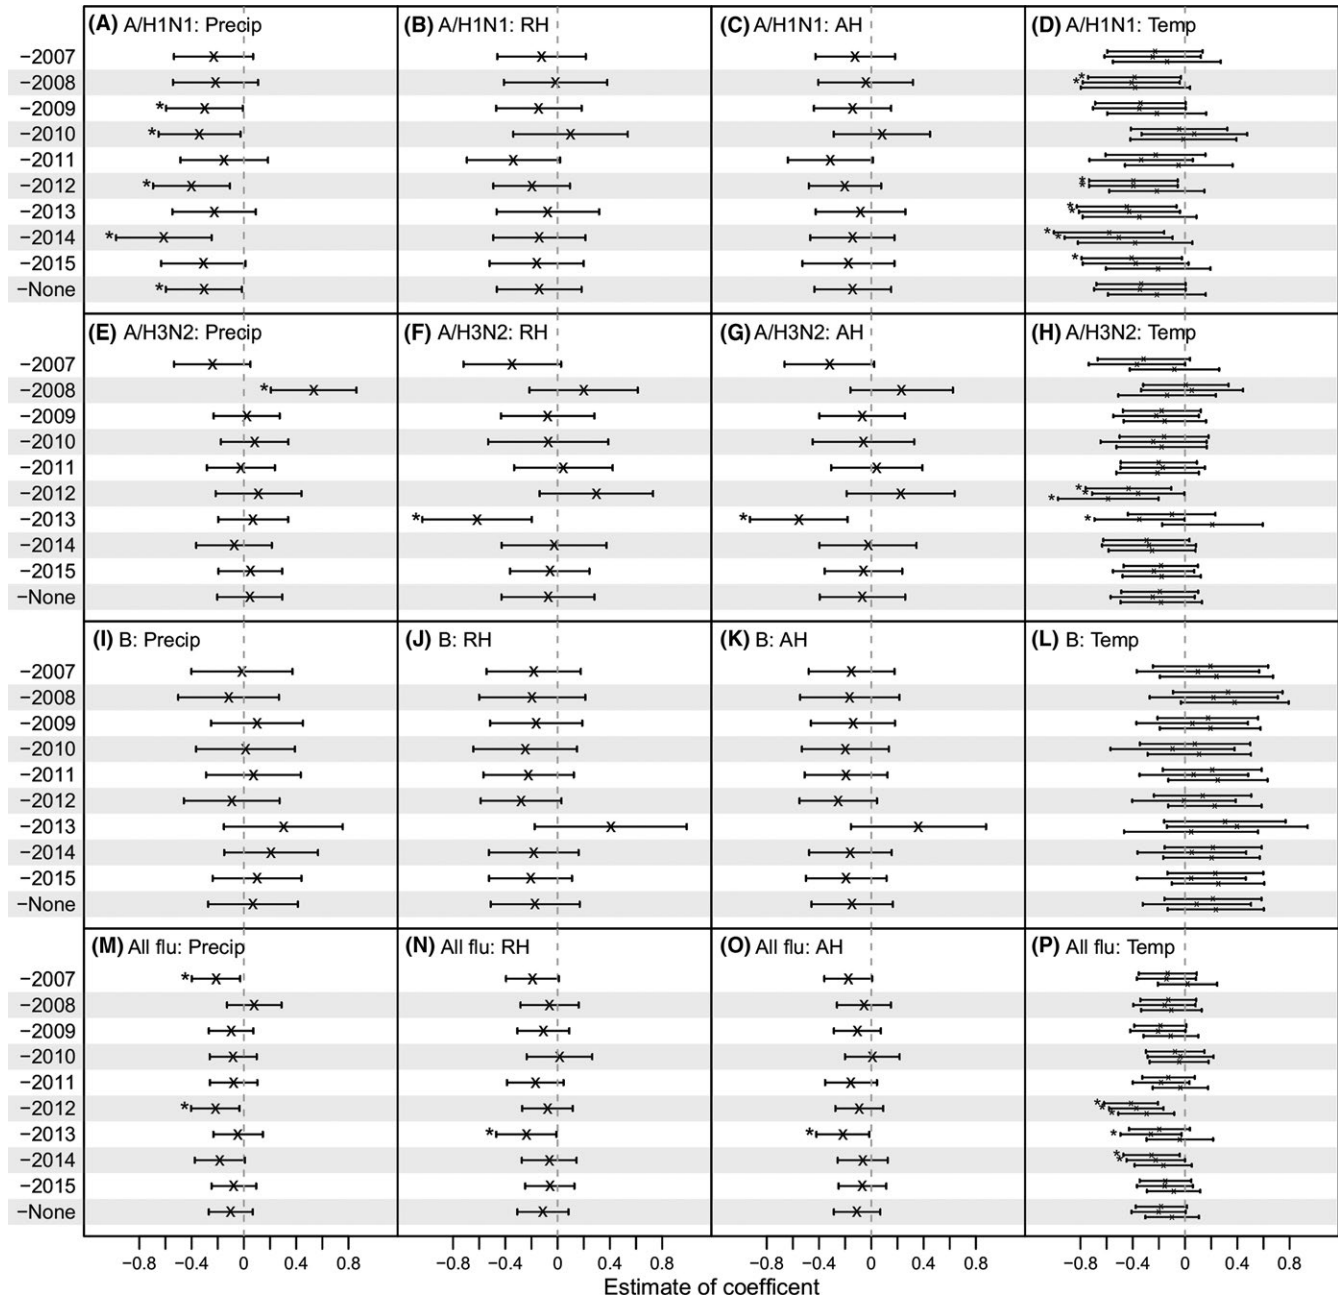 (A) A/H1N1: Precip (B) A/H1N1: RH (C) A/H1N1: AH (D) A/H1N1: Temp
−2007
* −2008
*
−2009 *
−2010 *
−2011
−2012 * *
*
−2013 *
*
−2014 * *
*
−2015 *
−None *
(E) A/H3N2: Precip (F) A/H3N2: RH (G) A/H3N2: AH (H) A/H3N2: Temp
−2007
−2008 *
−2009
−2010
−2011
−2012 *
*
*
−2013 * * *
−2014
−2015
−None
(I) B: Precip (J) B: RH (K) B: AH (L) B: Temp
−2007
−2008
−2009
−2010
−2011
−2012
−2013
−2014
−2015
−None
(M) All flu: Precip (N) All flu: RH (O) All flu: AH (P) All flu: Temp
−2007 *
−2008
−2009
−2010
−2011
−2012 * *
*
*
−2013 * * *
−2014 *
*
−2015
−None
−0.8 −0.4 0 0.4 0.8 −0.8 −0.4 0 0.4 0.8 −0.8 −0.4 0 0.4 0.8 −0.8 −0.4 0 0.4 0.8
Estimate of coefficent